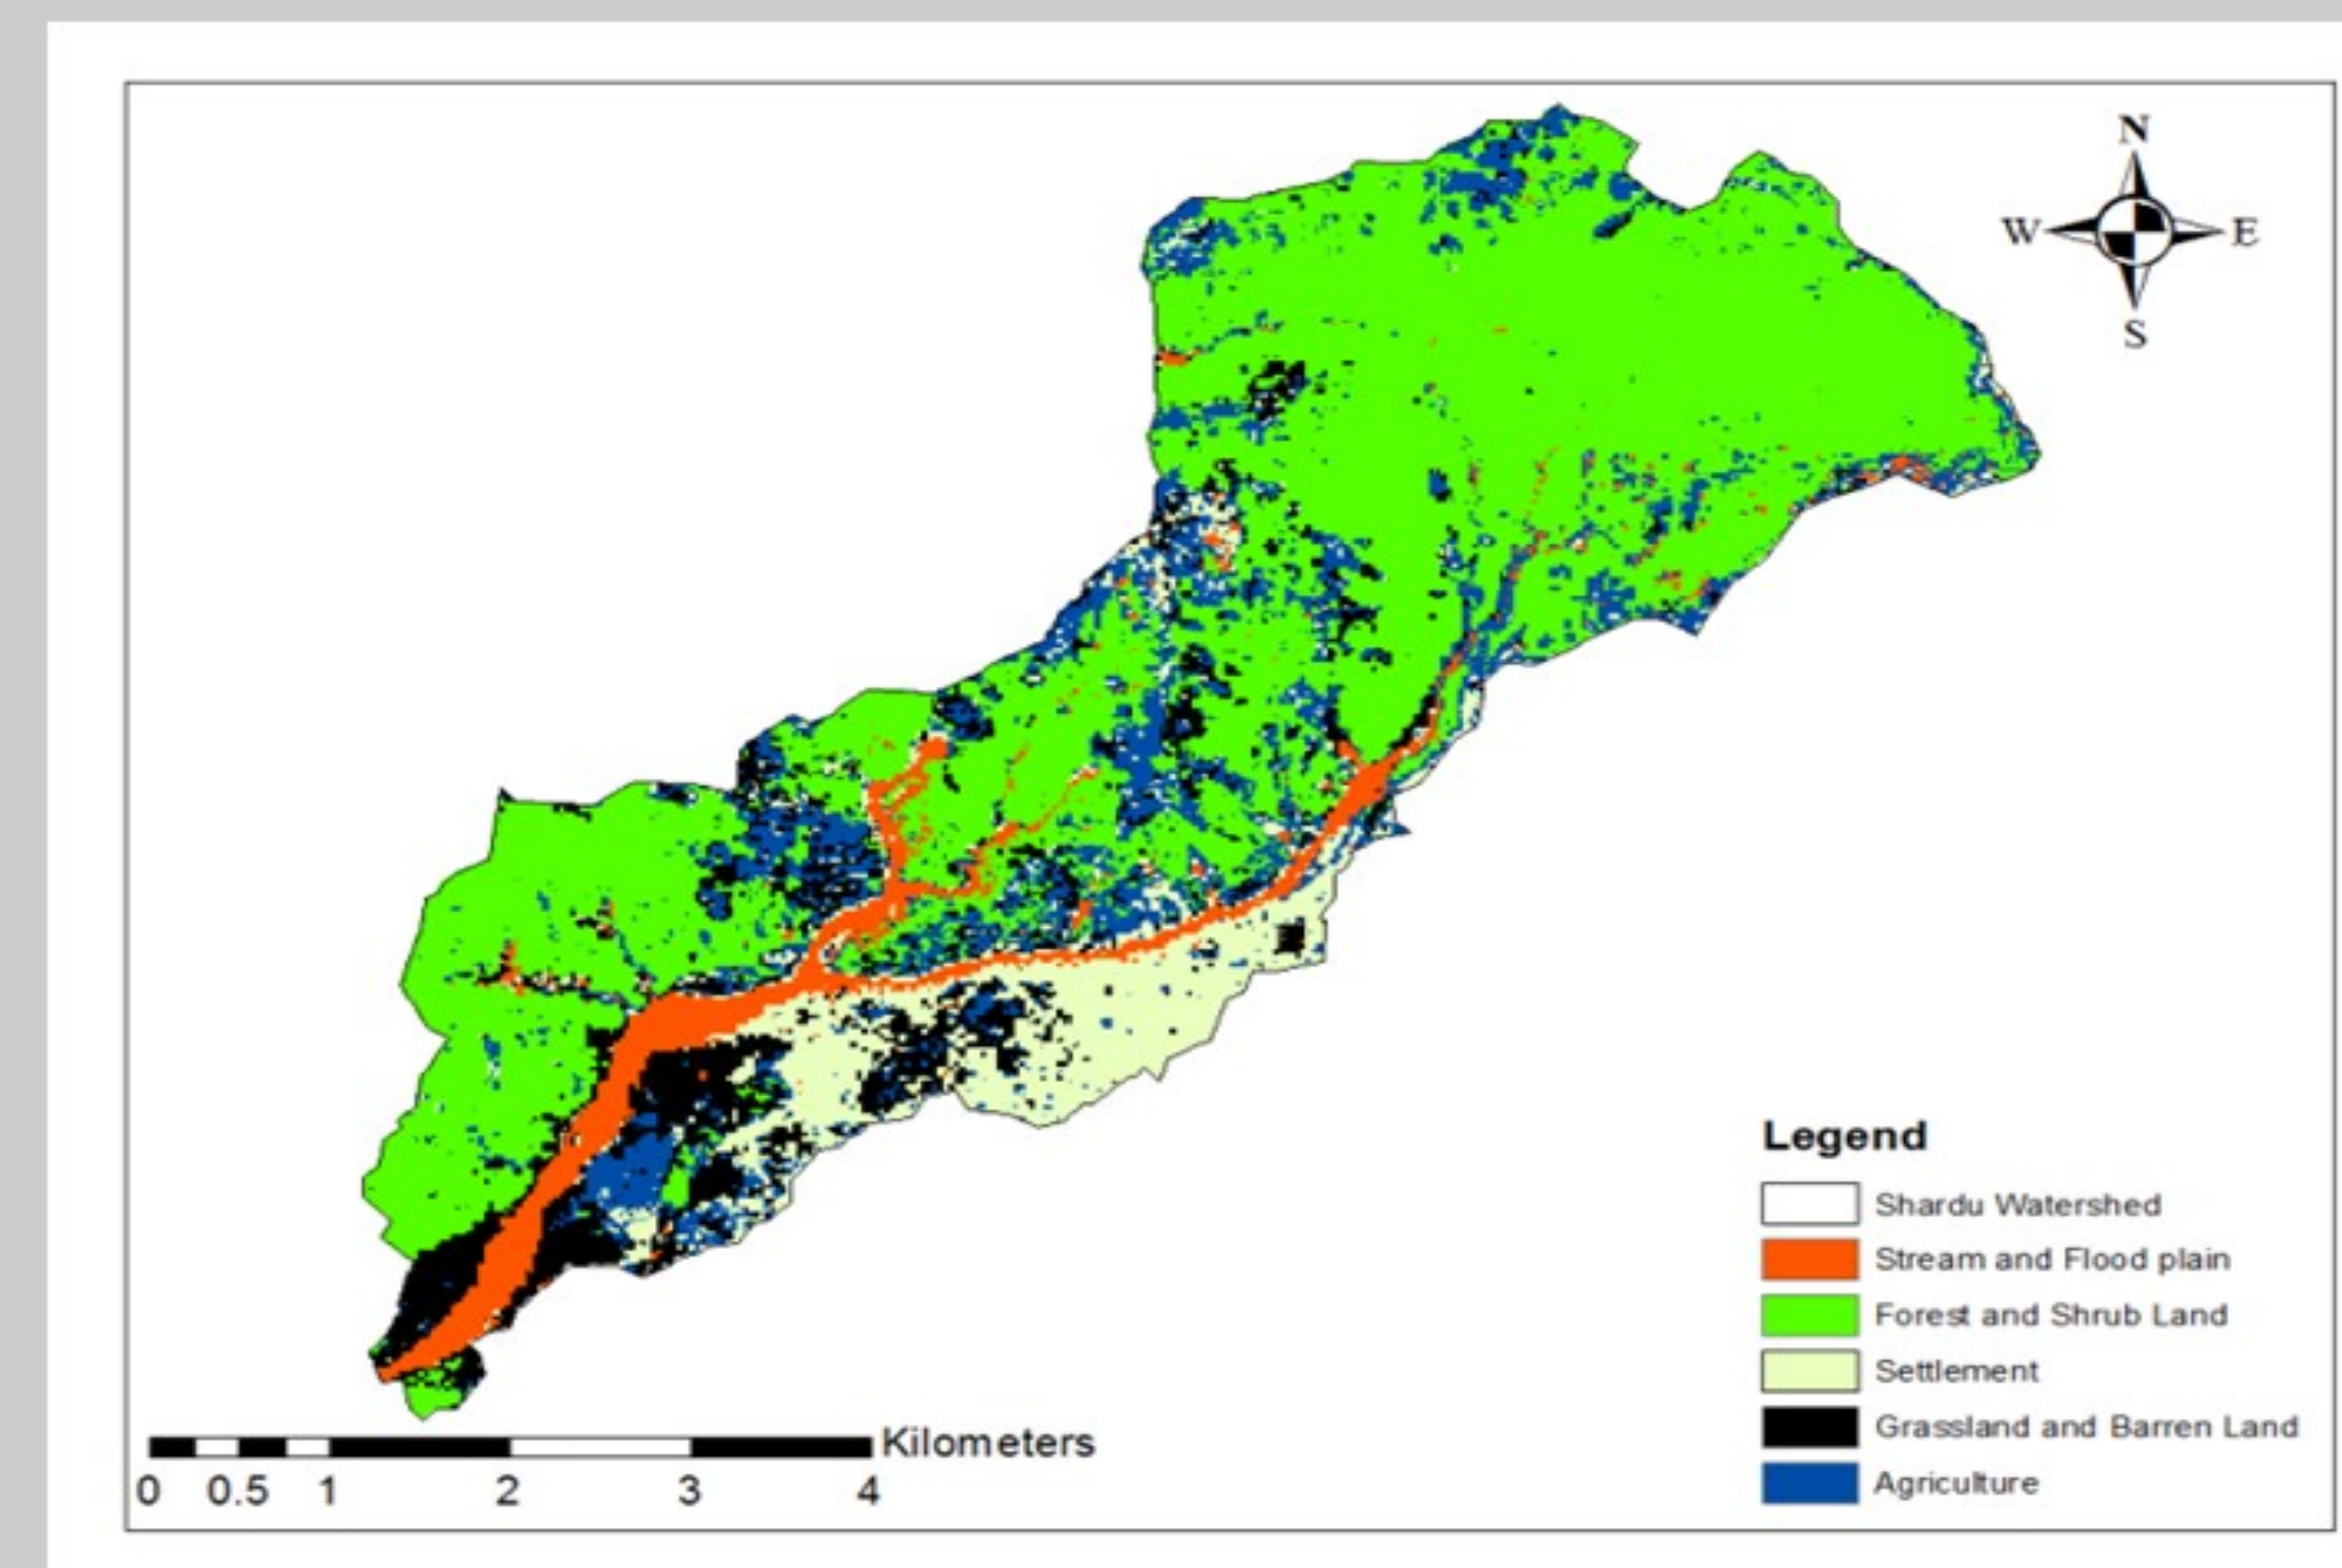 N
W E
S
Legend
Shardu Watershed
Stream and Flood plain
Forest and Shrub Land
Settlement
Grassland and Barren Land
Agriculture
Kilometers
0 0.5 1 2 3 4